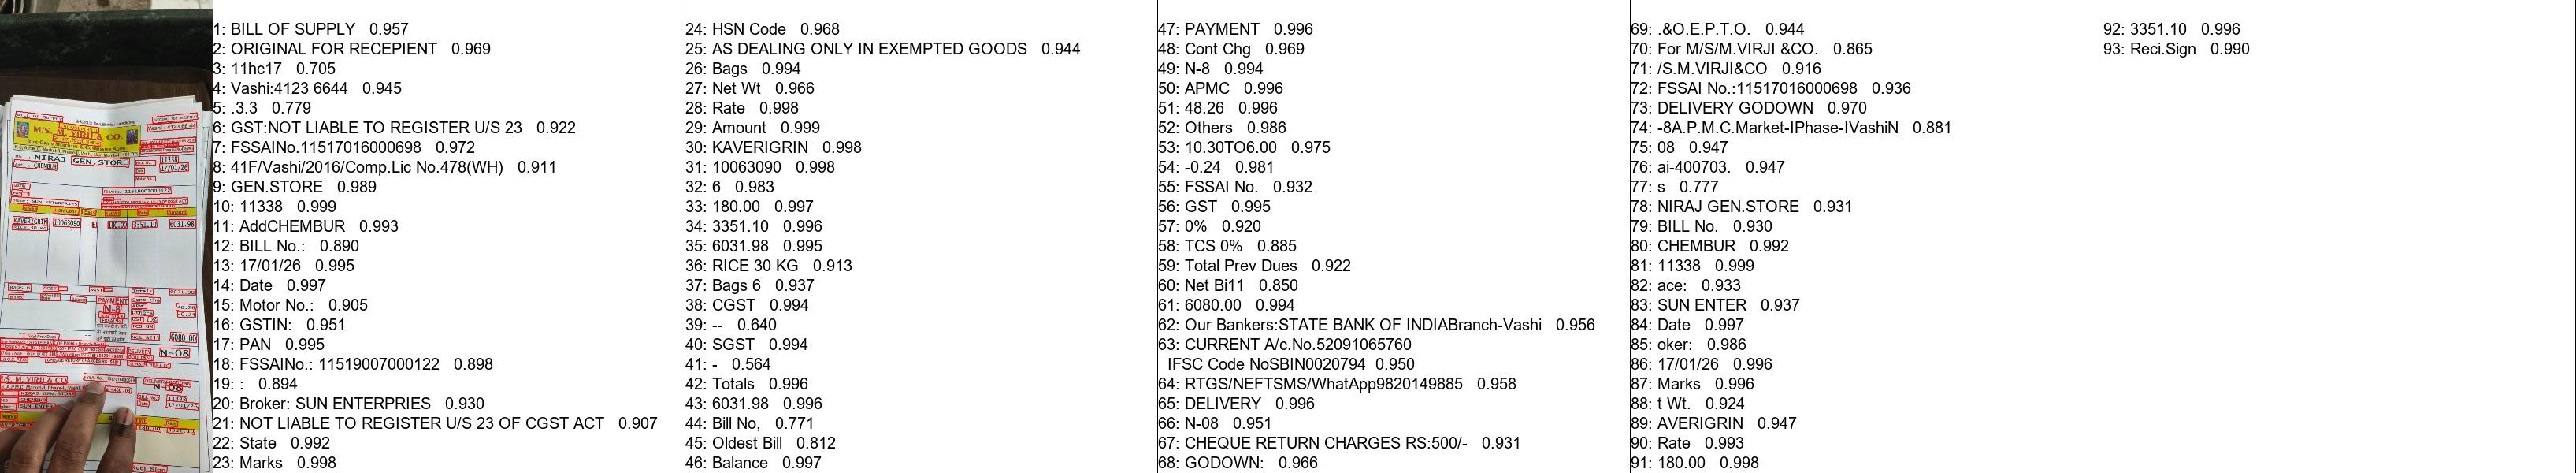 1: BILL OF SUPPLY 0.957
2: ORIGINAL FOR RECEPIENT 0.969
3: 11hc17 0.705
4: Vashi:4123 6644 0.945
5: .3.3 0.779
6: GST:NOT LIABLE TO REGISTER U/S 23 0.922
7: FSSAINo.11517016000698 0.972
8: 41F/Vashi/2016/Comp.Lic No.478(WH) 0.911
9: GEN.STORE 0.989
10: 11338 0.999
11: AddCHEMBUR 0.993
12: BILL No.: 0.890
13: 17/01/26 0.995
14: Date 0.997
15: Motor No.: 0.905
16: GSTIN: 0.951
17: PAN 0.995
18: FSSAINo.: 11519007000122 0.898
19: : 0.894
20: Broker: SUN ENTERPRIES 0.930
21: NOT LIABLE TO REGISTER U/S 23 OF CGST ACT 0.907
22: State 0.992
23: Marks 0.998
24: HSN Code 0.968
25: AS DEALING ONLY IN EXEMPTED GOODS 0.944
26: Bags 0.994
27: Net Wt 0.966
28: Rate 0.998
29: Amount 0.999
30: KAVERIGRIN 0.998
31: 10063090 0.998
32: 6 0.983
33: 180.00 0.997
34: 3351.10 0.996
35: 6031.98 0.995
36: RICE 30 KG 0.913
37: Bags 6 0.937
38: CGST 0.994
39: -- 0.640
40: SGST 0.994
41: - 0.564
42: Totals 0.996
43: 6031.98 0.996
44: Bill No, 0.771
45: Oldest Bill 0.812
46: Balance 0.997
47: PAYMENT 0.996
48: Cont Chg 0.969
49: N-8 0.994
50: APMC 0.996
51: 48.26 0.996
52: Others 0.986
53: 10.30TO6.00 0.975
54: -0.24 0.981
55: FSSAI No. 0.932
56: GST 0.995
57: 0% 0.920
58: TCS 0% 0.885
59: Total Prev Dues 0.922
60: Net Bi11 0.850
61: 6080.00 0.994
62: Our Bankers:STATE BANK OF INDIABranch-Vashi 0.956
63: CURRENT A/c.No.52091065760
IFSC Code NoSBIN0020794 0.950
64: RTGS/NEFTSMS/WhatApp9820149885 0.958
65: DELIVERY 0.996
66: N-08 0.951
67: CHEQUE RETURN CHARGES RS:500/- 0.931
68: GODOWN: 0.966
69: .&O.E.P.T.O. 0.944
70: For M/S/M.VIRJI &CO. 0.865
71: /S.M.VIRJI&CO 0.916
72: FSSAI No.:11517016000698 0.936
73: DELIVERY GODOWN 0.970
74: -8A.P.M.C.Market-IPhase-IVashiN 0.881
75: 08 0.947
76: ai-400703. 0.947
77: s 0.777
78: NIRAJ GEN.STORE 0.931
79: BILL No. 0.930
80: CHEMBUR 0.992
81: 11338 0.999
82: ace: 0.933
83: SUN ENTER 0.937
84: Date 0.997
85: oker: 0.986
86: 17/01/26 0.996
87: Marks 0.996
88: t Wt. 0.924
89: AVERIGRIN 0.947
90: Rate 0.993
91: 180.00 0.998
92: 3351.10 0.996
93: Reci.Sign 0.990